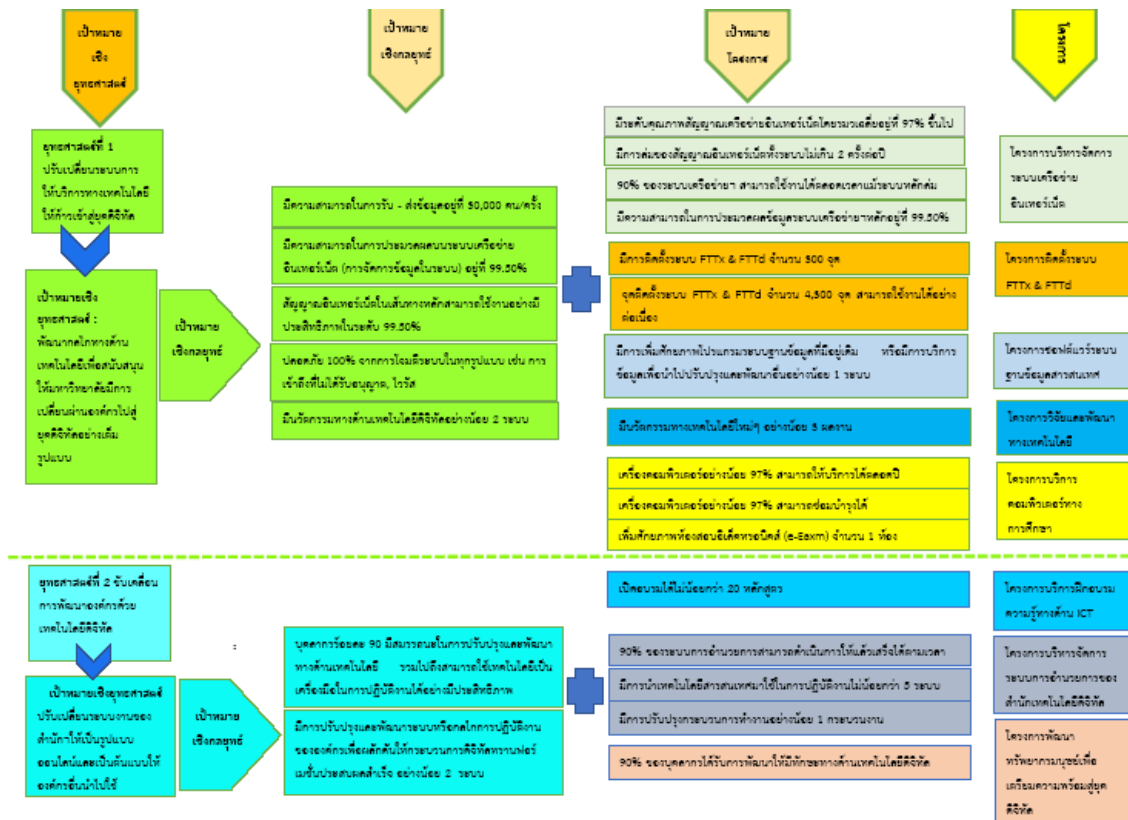 เป้าหมาย
เชิง
ยุทธศาสตร์
เป้าหมาย
เชิงกลยุทธ์
เป้าหมาย
โครงการ
โครงการ
ยุทธศาสตร์ที่ 1
ปรับเปลี่ยนระบบการ
ให้บริการทางเทคโนโลยี
ให้ก้าวเข้าสู่ยุคดิจิทัล
เป้าหมายเชิง
ยุทธศาสตร์ :
พัฒนากลไกทางด้าน
เทคโนโลยีเพื่อสนับสนุน
ให้มหาวิทยาลัยมีการ
เปลี่ยนผ่านองค์กรไปสู่
ยุคดิจิทัลอย่างเต็ม
รูปแบบ
เป้าหมาย
เชิงกลยุทธ์
มีความสามารถในการรับ - ส่งข้อมูลอยู่ที่ 30,000 คน/ครั้ง
มีความสามารถในการประมวลผลบนระบบเครือข่าย
อินเทอร์เน็ต (การจัดการข้อมูลในระบบ) อยู่ที่ 99.50%
สัญญาณอินเทอร์เน็ตในเส้นทางหลักสามารถใช้งานอย่างมี
ประสิทธิภาพในระดับ 99.50%
ปลอดภัย 100% จากการโจมตีระบบในทุกรูปแบบ เช่น การ
เข้าถึงที่ไม่ได้รับอนุญาต, ไวรัส
มีนวัตกรรมทางด้านเทคโนโลยีดิจิทัลอย่างน้อย 2 ระบบ
มีระดับคุณภาพสัญญาณเครือข่ายอินเทอร์เน็ตโดยรวมเฉลี่ยอยู่ที่ 97% ขึ้นไป
มีการล่มของสัญญาณอินเทอร์เน็ตทั้งระบบไม่เกิน 2 ครั้งต่อปี
90% ของระบบเครือข่ายฯ สามารถใช้งานได้ตลอดเวลาแม้ระบบหลักล่ม
มีความสามารถในการประมวลผลข้อมูลระบบเครือข่ายฯหลักอยู่ที่ 99.50%
มีการติดตั้งระบบ FTTx & FTTd จำนวน 300 จุด
จุดติดตั้งระบบ FTTx & FTTd จำนวน 4,300 จุด สามารถใช้งานได้อย่าง
ต่อเนื่อง
มีการเพิ่มศักยภาพโปรแกรมระบบฐานข้อมูลที่มีอยู่เดิม หรือมีการบริการ
ข้อมูลเพื่อนำไปปรับปรุงและพัฒนาอื่นอย่างน้อย 1 ระบบ
มีนวัตกรรมทางเทคโนโลยีใหม่ๆ อย่างน้อย 3 ผลงาน
เครื่องคอมพิวเตอร์อย่างน้อย 97% สามารถให้บริการได้ตลอดปี
เครื่องคอมพิวเตอร์อย่างน้อย 97% สามารถซ่อมบำรุงได้
เพิ่มศักยภาพห้องสอบอิเล็คทรอนิคส์ (e-Eaxm) จำนวน 1 ห้อง
โครงการบริหารจัดการ
ระบบเครือข่าย
อินเทอร์เน็ต
โครงการติดตั้งระบบ
FTTx & FTTd
โครงการซอฟต์แวร์ระบบ
ฐานข้อมูลสารสนเทศ
โครงการวิจัยและพัฒนา
ทางเทคโนโลยี
โครงการบริการ
คอมพิวเตอร์ทาง
การศึกษา
ยุทธศาสตร์ที่ 2 ขับเคลื่อน
การพัฒนาองค์กรด้วย
เทคโนโลยีดิจิทัล
เป้าหมายเชิงยุทธศาสตร์
ปรับเปลี่ยนระบบงานของ
สำนักฯให้เป็นรูปแบบ
ออนไลน์และเป็นต้นแบบให้
องค์กรอื่นนำไปใช้
:
เป้าหมาย
เชิงกลยุทธ์
บุคลากรร้อยละ 90 มีสมรรถนะในการปรับปรุงและพัฒนา
ทางด้านเทคโนโลยี รวมไปถึงสามารถใช้เทคโนโลยีเป็น
เครื่องมือในการปฏิบัติงานได้อย่างมีประสิทธิภาพ
มีการปรับปรุงและพัฒนาระบบหรือกลไกการปฏิบัติงาน
ขององค์กรเพื่อผลักดันให้กระบวนการดิจิทัลทรานฟอร์
เมชั่นประสบผลสำเร็จ อย่างน้อย 2 ระบบ
เปิดอบรมได้ไม่น้อยกว่า 20 หลักสูตร
90% ของระบบการอำนวยการสามารถดำเนินการให้แล้วเสร็จได้ตามเวลา
มีการนำเทคโนโลยีสารสนเทศมาใช้ในการปฏิบัติงานไม่น้อยกว่า 5 ระบบ
มีการปรับปรุงกระบวนการทำงานอย่างน้อย 1 กระบวนงาน
90% ของบุคลากรได้รับการพัฒนาให้มีทักษะทางด้านเทคโนโลยีดิจิทัล
โครงการบริการฝึกอบรม
ความรู้ทางด้าน ICT
โครงการบริหารจัดการ
ระบบการอำนวยการของ
สำนักเทคโนโลยีดิจิทัล
โครงการพัฒนา
ทรัพยากรมนุษย์เพื่อ
เตรียมความพร้อมสู่ยุค
ดิจิทัล